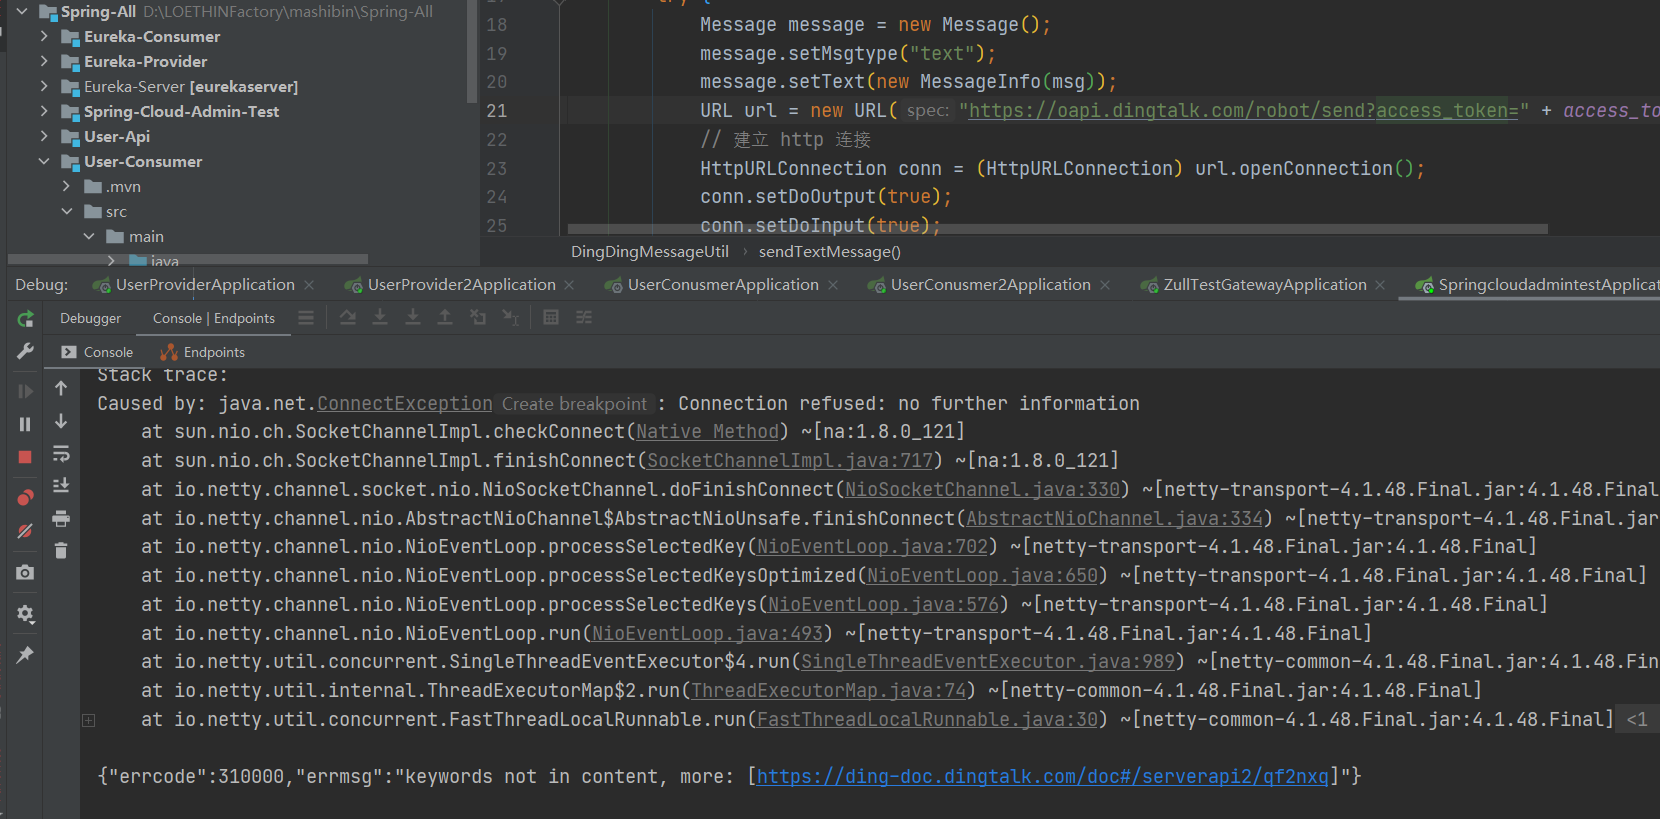 Spring-All D:\LOETHINFactory\mashibin\Spring-All
Eureka-Consumer
Eureka-Provider
Eureka-Server [eurekaserver]
Spring-Cloud-Admin-Test
User-Api
User-Consumer
.mvn
src
main
java
try {
18 Message message = new Message();
19 message.setMsgtype("text");
20 message.setText(new MessageInfo(msg));
21 URL url = new URL( spec: "https://oapi.dingtalk.com/robot/send?access_token=" + access_to
22 // 建立 http 连接
23 HttpURLConnection conn = (HttpURLConnection) url.openConnection();
24 conn.setDoOutput(true);
25 conn.setDoInput(true);
DingDingMessageUtil › sendTextMessage()
Debug: UserProviderApplication UserProvider2Application UserConusmerApplication UserConusmer2Application ZullTestGatewayApplication SpringcloudadmintestApplicat
Debugger Console | Endpoints
Console Endpoints
Stack trace:
Caused by: java.net.ConnectException Create breakpoint : Connection refused: no further information
at sun.nio.ch.SocketChannelImpl.checkConnect(Native Method) ~[na:1.8.0_121]
at sun.nio.ch.SocketChannelImpl.finishConnect(SocketChannelImpl.java:717) ~[na:1.8.0_121]
at io.netty.channel.socket.nio.NioSocketChannel.doFinishConnect(NioSocketChannel.java:330) ~[netty-transport-4.1.48.Final.jar:4.1.48.Final
at io.netty.channel.nio.AbstractNioChannel$AbstractNioUnsafe.finishConnect(AbstractNioChannel.java:334) ~[netty-transport-4.1.48.Final.jar
at io.netty.channel.nio.NioEventLoop.processSelectedKey(NioEventLoop.java:702) ~[netty-transport-4.1.48.Final.jar:4.1.48.Final]
at io.netty.channel.nio.NioEventLoop.processSelectedKeysOptimized(NioEventLoop.java:650) ~[netty-transport-4.1.48.Final.jar:4.1.48.Final]
at io.netty.channel.nio.NioEventLoop.processSelectedKeys(NioEventLoop.java:576) ~[netty-transport-4.1.48.Final.jar:4.1.48.Final]
at io.netty.channel.nio.NioEventLoop.run(NioEventLoop.java:493) ~[netty-transport-4.1.48.Final.jar:4.1.48.Final]
at io.netty.util.concurrent.SingleThreadEventExecutor$4.run(SingleThreadEventExecutor.java:989) ~[netty-common-4.1.48.Final.jar:4.1.48.Fin
at io.netty.util.internal.ThreadExecutorMap$2.run(ThreadExecutorMap.java:74) ~[netty-common-4.1.48.Final.jar:4.1.48.Final]
at io.netty.util.concurrent.FastThreadLocalRunnable.run(FastThreadLocalRunnable.java:30) ~[netty-common-4.1.48.Final.jar:4.1.48.Final] <1
{"errcode":310000,"errmsg":"keywords not in content, more: [https://ding-doc.dingtalk.com/doc#/serverapi2/qf2nxq]"}